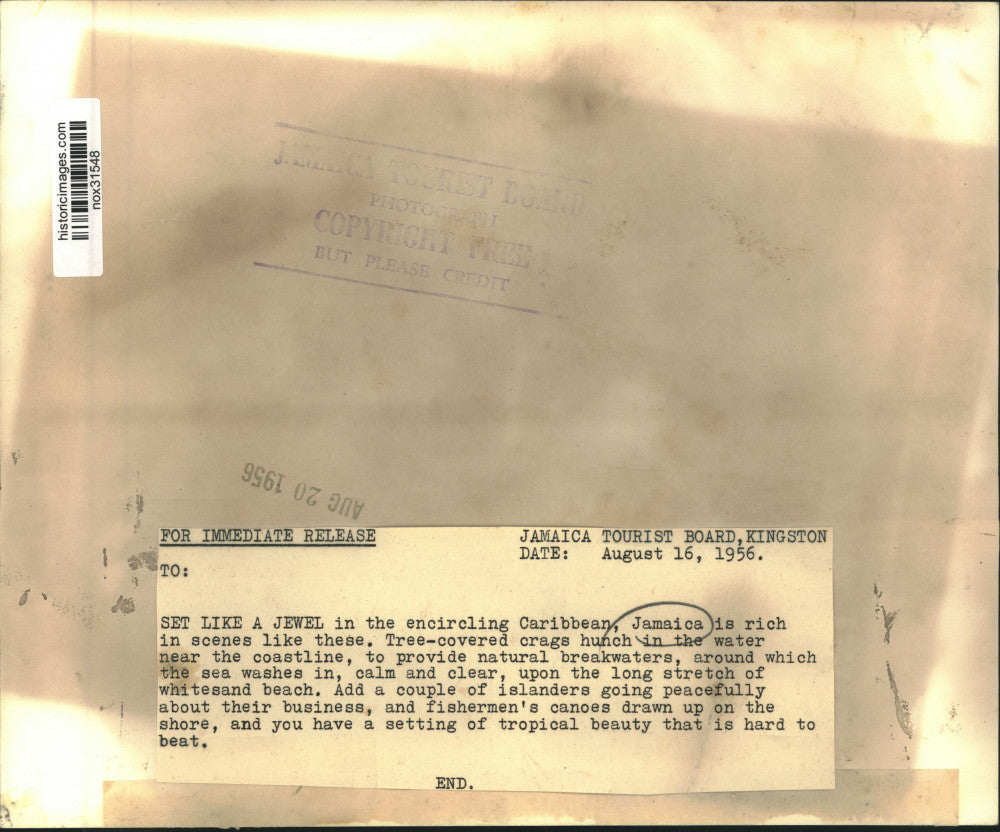 historicimages.com
nox31548
JAMAICA TOURIST BOARD
PHOTOGRAPH
COPYRIGHT FREE
BUT PLEASE CREDIT
AUG 20 1956
FOR IMMEDIATE RELEASE
JAMAICA TOURIST BOARD,KINGSTON
DATE: August 16, 1956.
TO:
SET LIKE A JEWEL in the encircling Caribbean, Jamaica is rich
in scenes like these. Tree-covered crags hunch in the water
near the coastline, to provide natural breakwaters, around which
the sea washes in, calm and clear, upon the long stretch of
whitesand beach. Add a couple of islanders going peacefully
about their business, and fishermen's canoes drawn up on the
shore, and you have a setting of tropical beauty that is hard to
beat.
END.